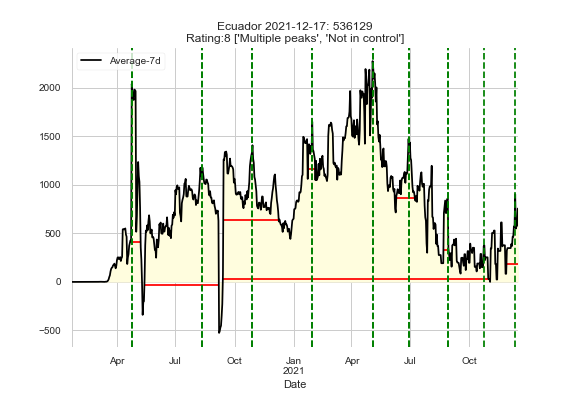 Ecuador 2021-12-17: 536129
Rating:8 ['Multiple peaks', 'Not in control']
Average-7d
2000
1500
1000
500
0
−500
Apr Jul Oct Jan Apr Jul Oct
2021
Date